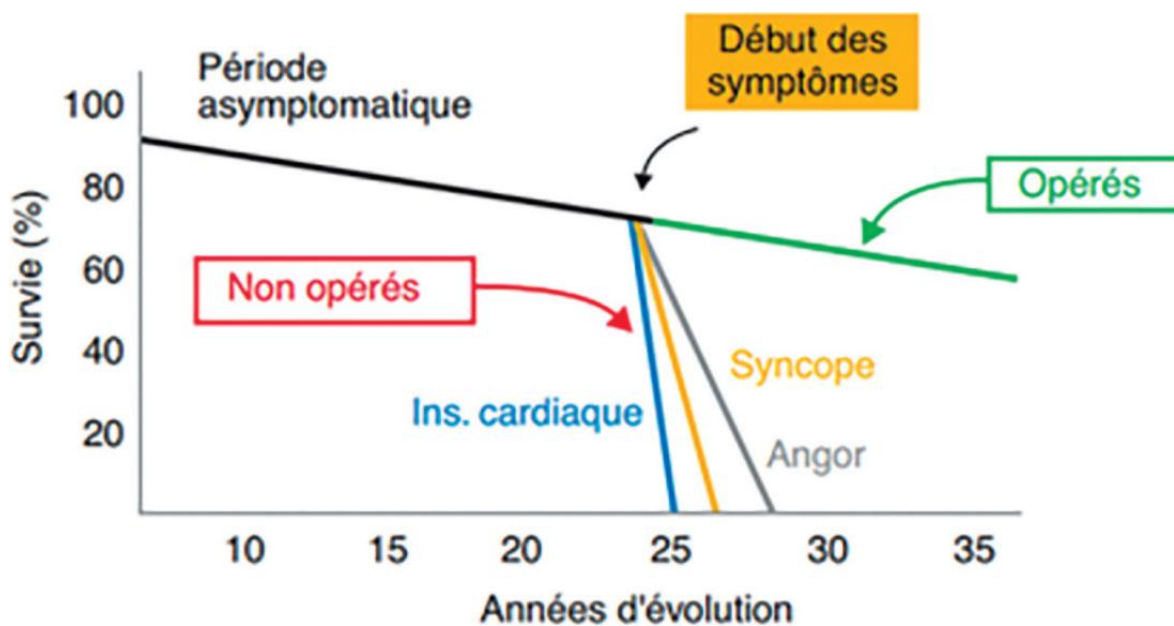 Début des
symptômes
Période
asymptomatique
Opérés
Non opérés
Syncope
Ins. cardiaque
Angor
Survie (%)
100
80
60
40
20
10 15 20 25 30 35
Années d'évolution